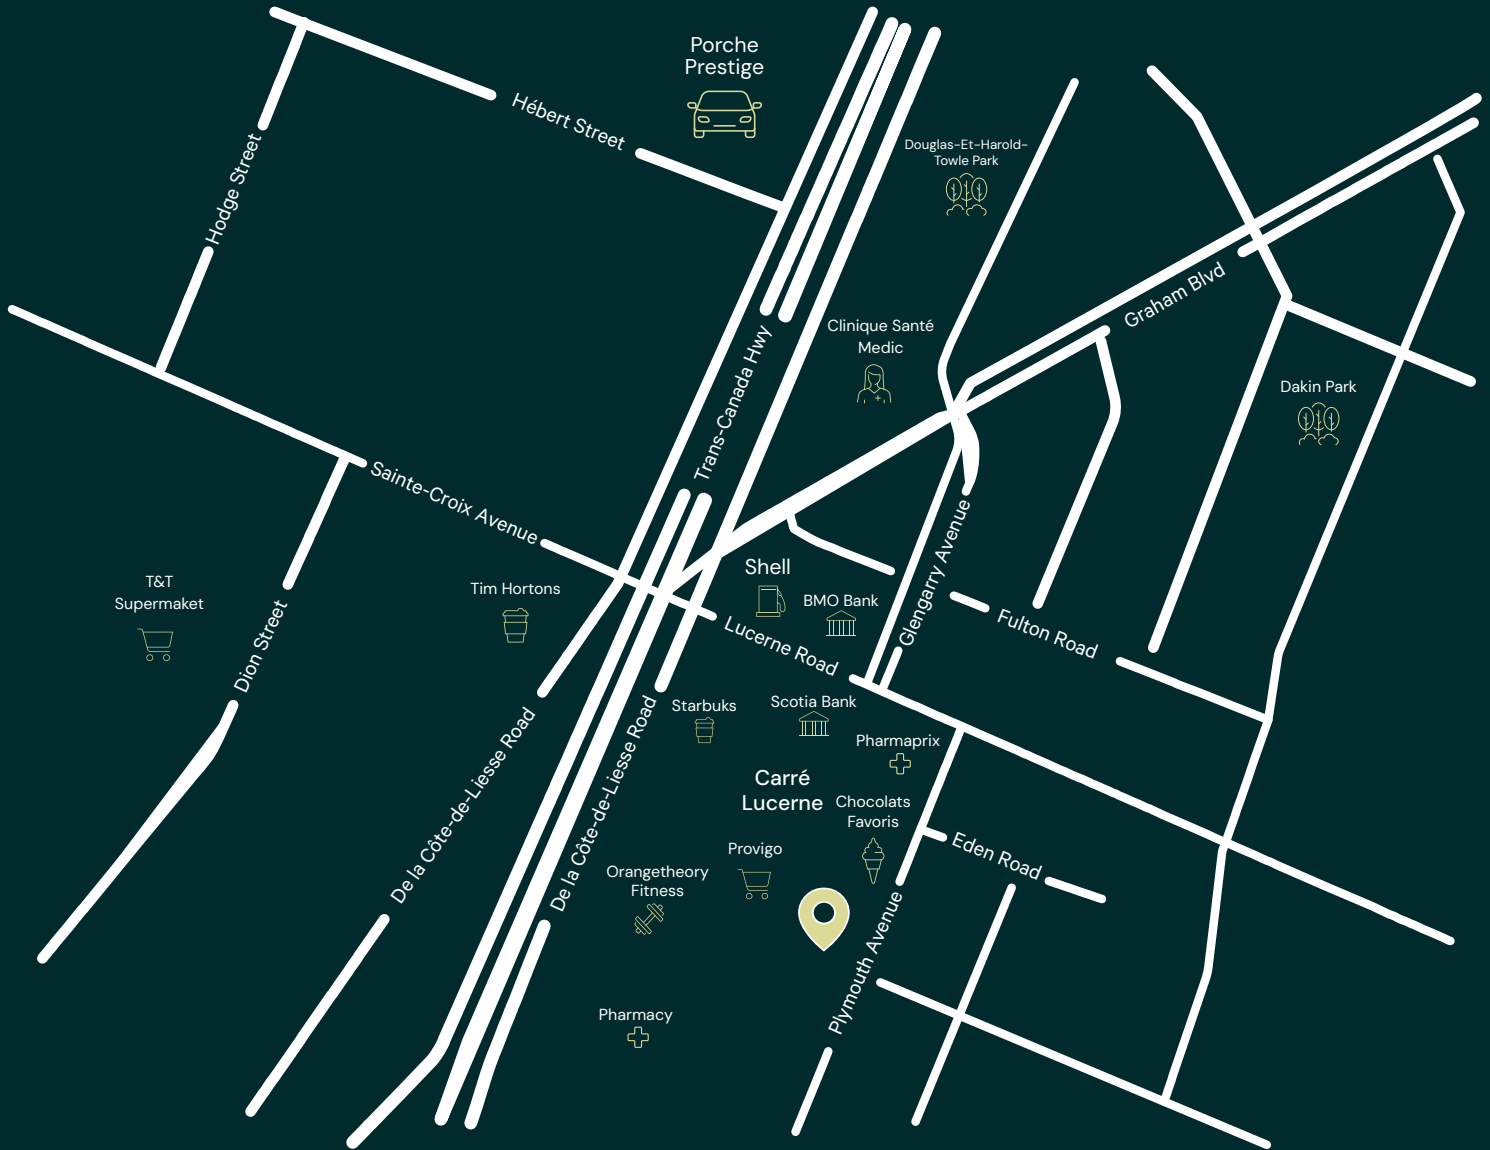 Porche
Prestige
Hébert Street
Douglas-Et-Harold-
Towle Park
Hodge Street
Graham Blvd
Clinique Santé
Medic
Trans-Canada Hwy
Dakin Park
Sainte-Croix Avenue
Glengarry Avenue
Shell
T&T
Supermaket
Tim Hortons
BMO Bank
Fulton Road
Dion Street
Lucerne Road
Starbuks
Scotia Bank
Pharmaprix
De la Côte-de-Liesse Road
De la Côte-de-Liesse Road
Carré
Lucerne
Chocolats
Favoris
Provigo
Eden Road
Orangetheory
Fitness
Plymouth Avenue
Pharmacy